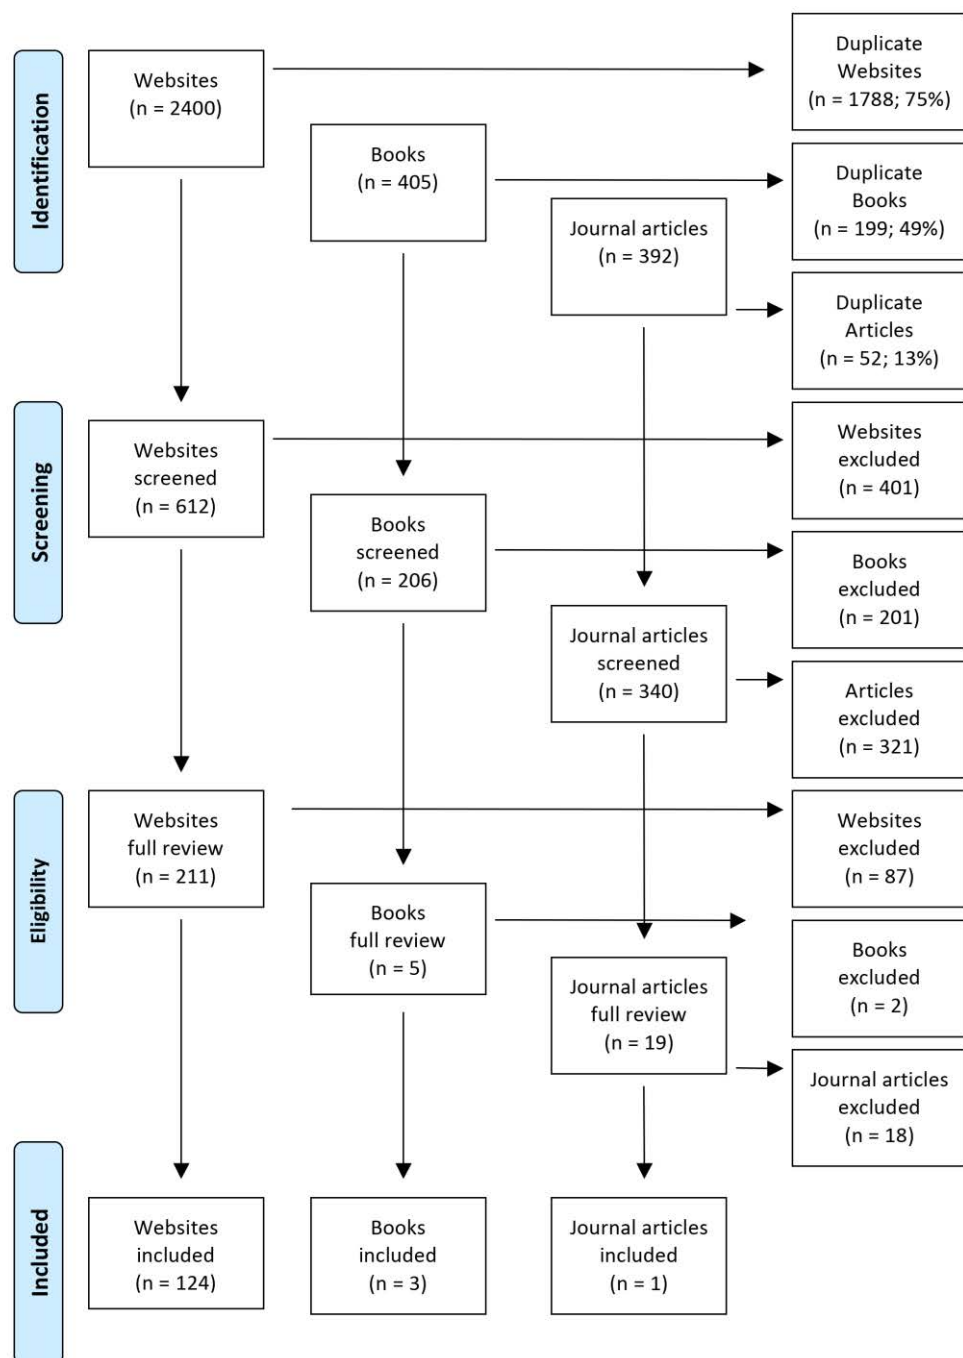 Identification
Websites
(n = 2400)
Duplicate
Websites
(n = 1788; 75%)
Books
(n = 405)
Duplicate
Books
(n = 199; 49%)
Journal articles
(n = 392)
Duplicate
Articles
(n = 52; 13%)
Screening
Websites
screened
(n = 612)
Websites
excluded
(n = 401)
Books
screened
(n = 206)
Books
excluded
(n = 201)
Journal articles
screened
(n = 340)
Articles
excluded
(n = 321)
Eligibility
Websites
full review
(n = 211)
Websites
excluded
(n = 87)
Books
full review
(n = 5)
Books
excluded
(n = 2)
Journal articles
full review
(n = 19)
Journal articles
excluded
(n = 18)
Included
Websites
included
(n = 124)
Books
included
(n = 3)
Journal articles
included
(n = 1)